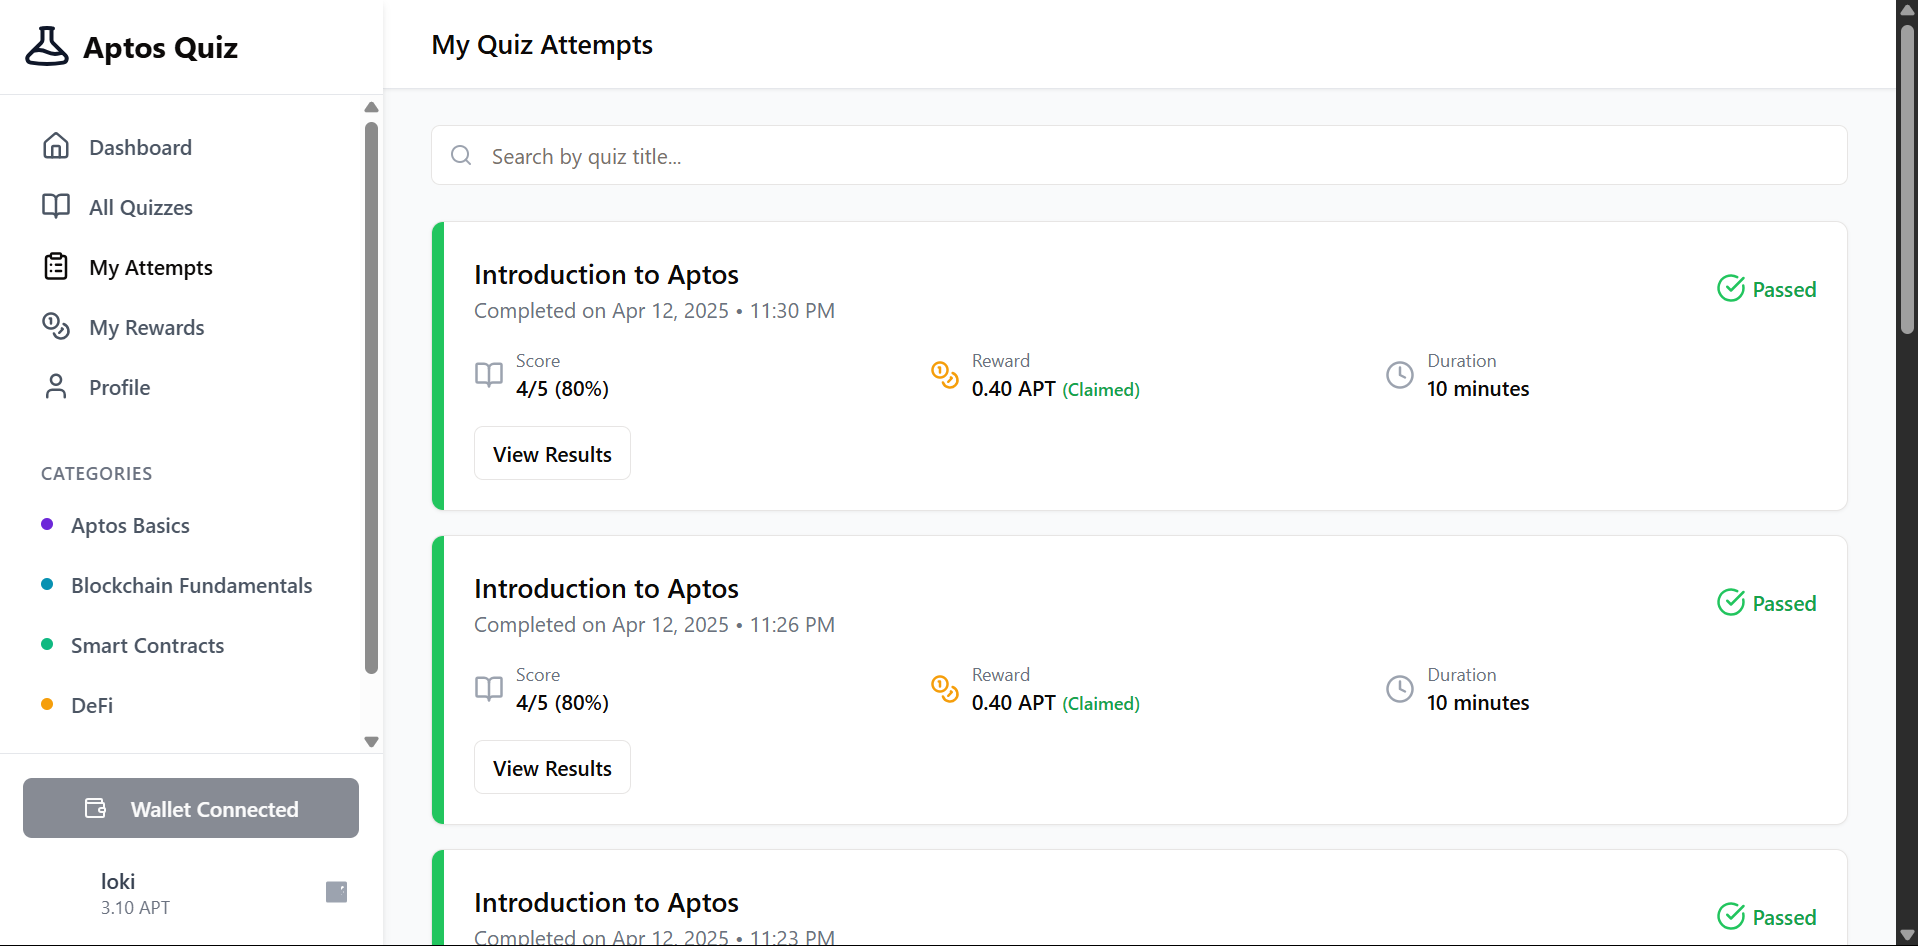 Aptos Quiz
Dashboard
All Quizzes
My Attempts
My Rewards
Profile
CATEGORIES
Aptos Basics
Blockchain Fundamentals
Smart Contracts
DeFi
Wallet Connected
loki
3.10 APT
My Quiz Attempts
Search by quiz title...
Introduction to Aptos
Completed on Apr 12, 2025 • 11:30 PM
Passed
Score
4/5 (80%)
Reward
0.40 APT (Claimed)
Duration
10 minutes
View Results
Introduction to Aptos
Completed on Apr 12, 2025 • 11:26 PM
Passed
Score
4/5 (80%)
Reward
0.40 APT (Claimed)
Duration
10 minutes
View Results
Introduction to Aptos
Completed on Apr 12, 2025 • 11:23 PM
Passed